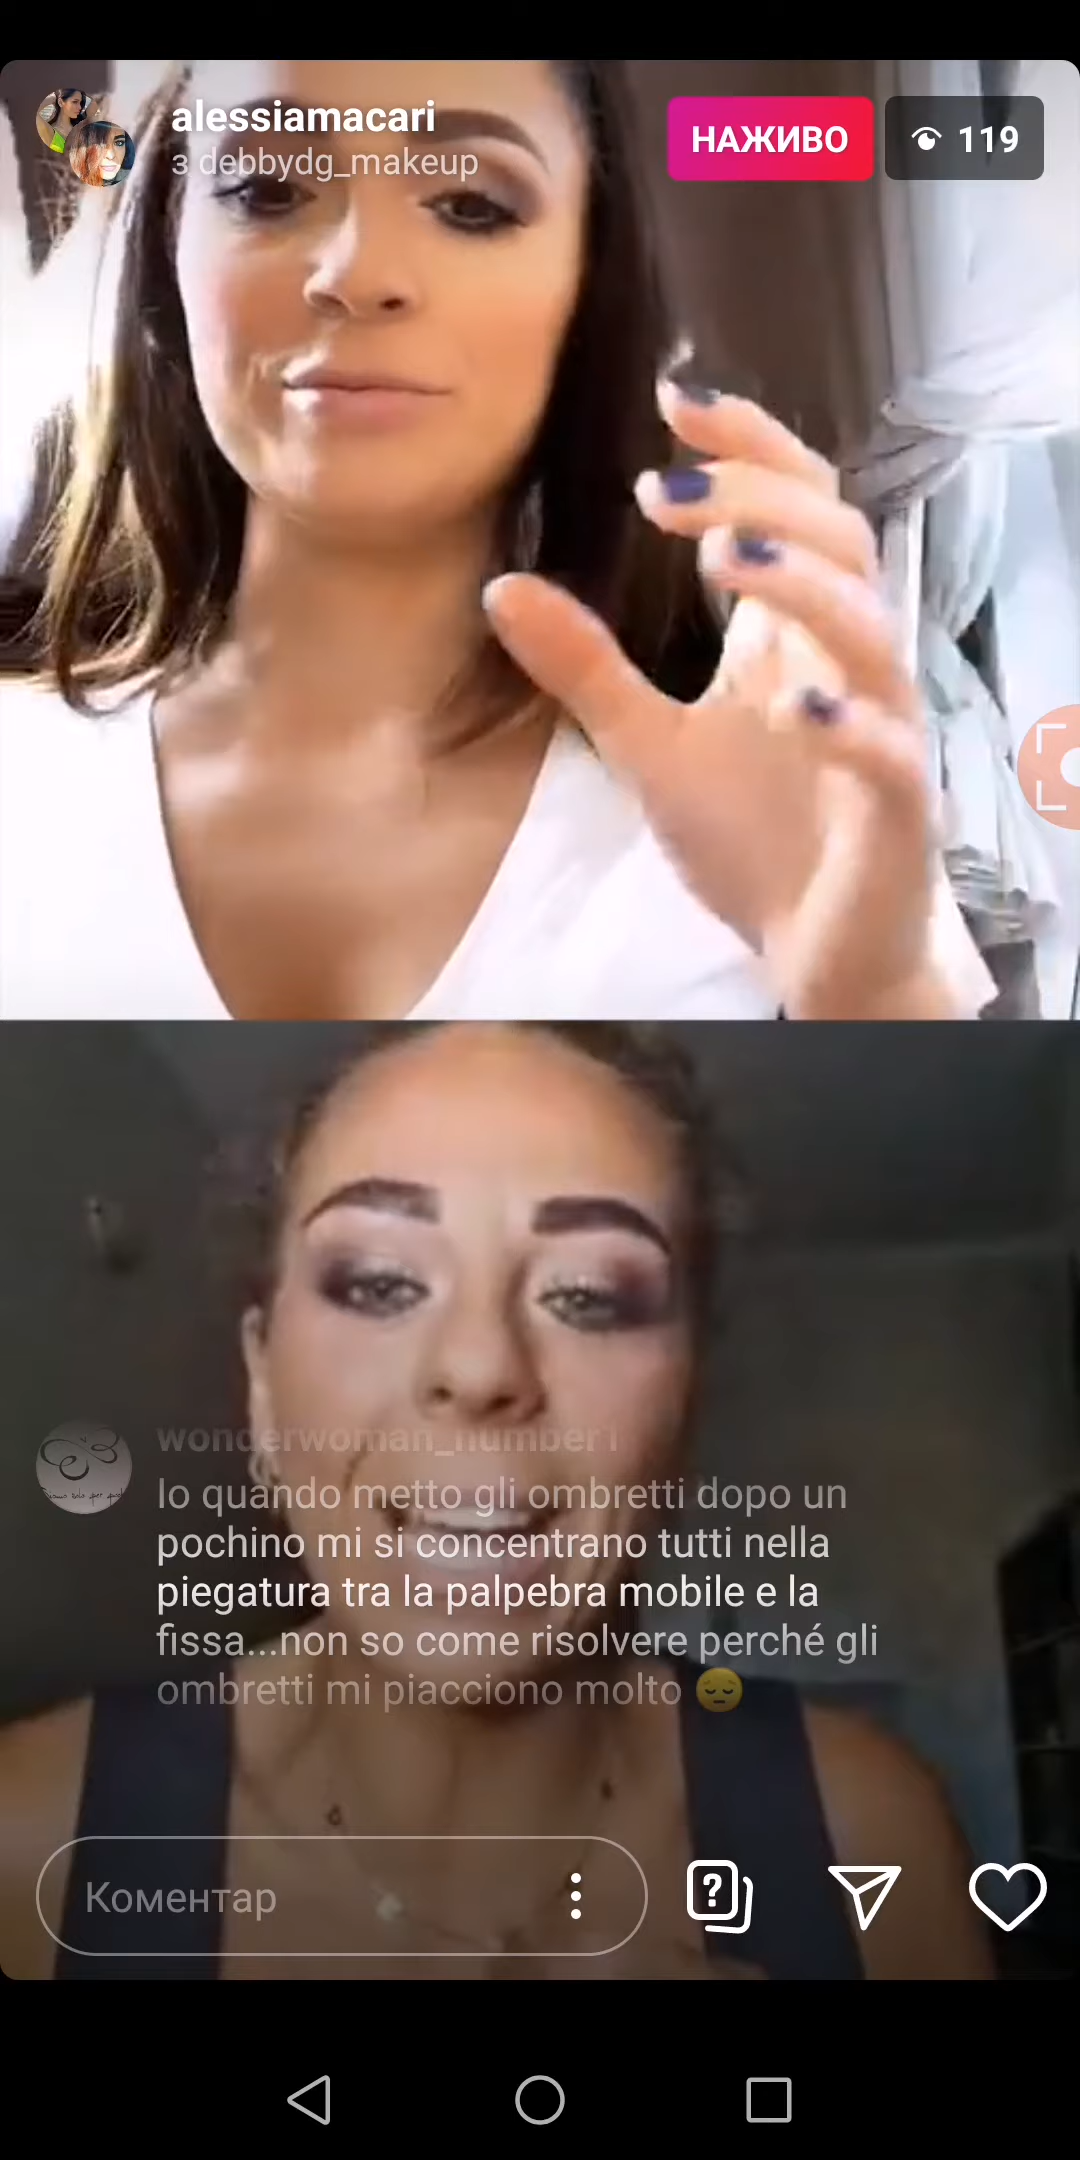 alessiamacari
з debbydg_makeup
НАЖИВО
119
wonderwoman_number1
Io quando metto gli ombretti dopo un
pochino mi si concentrano tutti nella
piegatura tra la palpebra mobile e la
fissa...non so come risolvere perché gli
ombretti mi piacciono molto 😔
Коментар